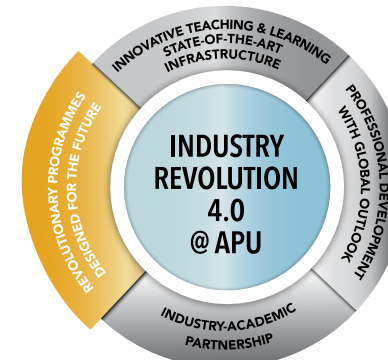 INNOVATIVE TEACHING & LEARNING
STATE-OF-THE-ART
INFRASTRUCTURE
PROFESSIONAL DEVELOPMENT
WITH GLOBAL OUTLOOK
INDUSTRY-ACADEMIC
PARTNERSHIP
REVOLUTIONARY PROGRAMMES
DESIGNED FOR THE FUTURE
INDUSTRY
REVOLUTION
4.0
@ APU